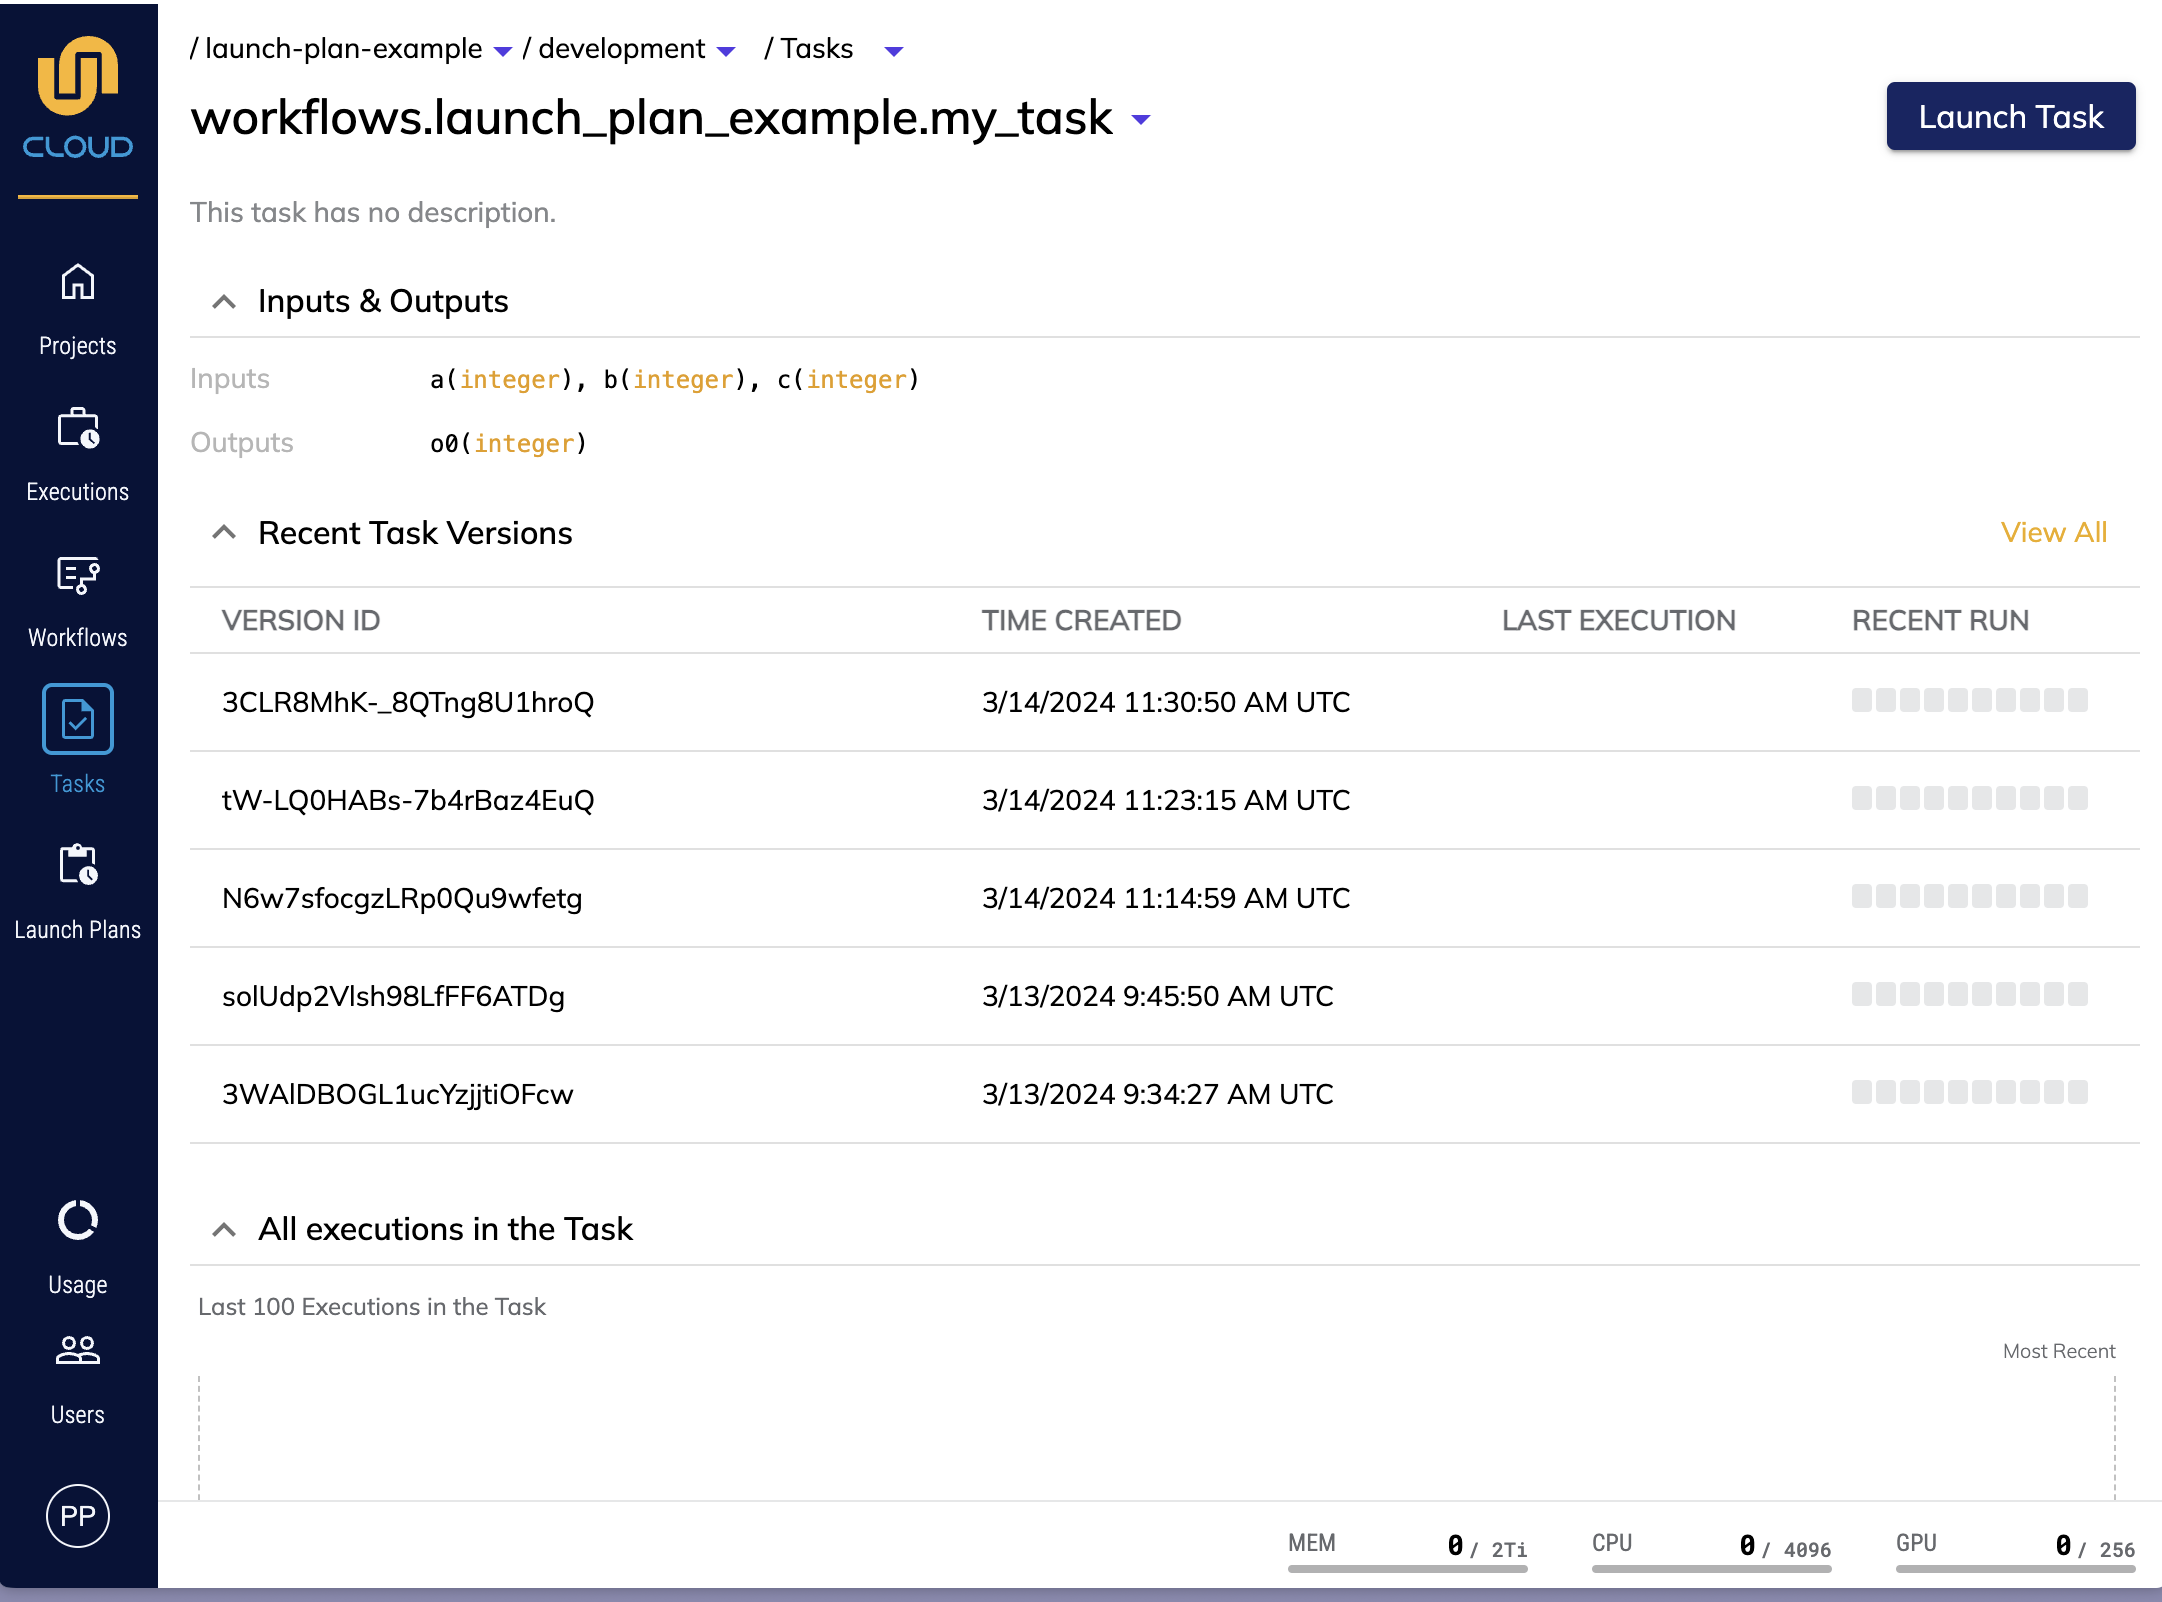 CLOUD
Projects
Executions
Workflows
Tasks
Launch Plans
Usage
Users
PP
/ launch-plan-example / development / Tasks
workflows.launch_plan_example.my_task
Launch Task
This task has no description.
Inputs & Outputs
Inputs a(integer), b(integer), c(integer)
Outputs o0(integer)
Recent Task Versions View All
VERSION ID TIME CREATED LAST EXECUTION RECENT RUN
3CLR8MhK-_8QTng8U1hroQ 3/14/2024 11:30:50 AM UTC
tW-LQ0HABs-7b4rBaz4EuQ 3/14/2024 11:23:15 AM UTC
N6w7sfocgzLRp0Qu9wfetg 3/14/2024 11:14:59 AM UTC
solUdp2Vlsh98LfFF6ATDg 3/13/2024 9:45:50 AM UTC
3WAlDBOGL1ucYzjjtiOFcw 3/13/2024 9:34:27 AM UTC
All executions in the Task
Last 100 Executions in the Task
Most Recent
MEM 0 / 2Ti CPU 0 / 4096 GPU 0 / 256